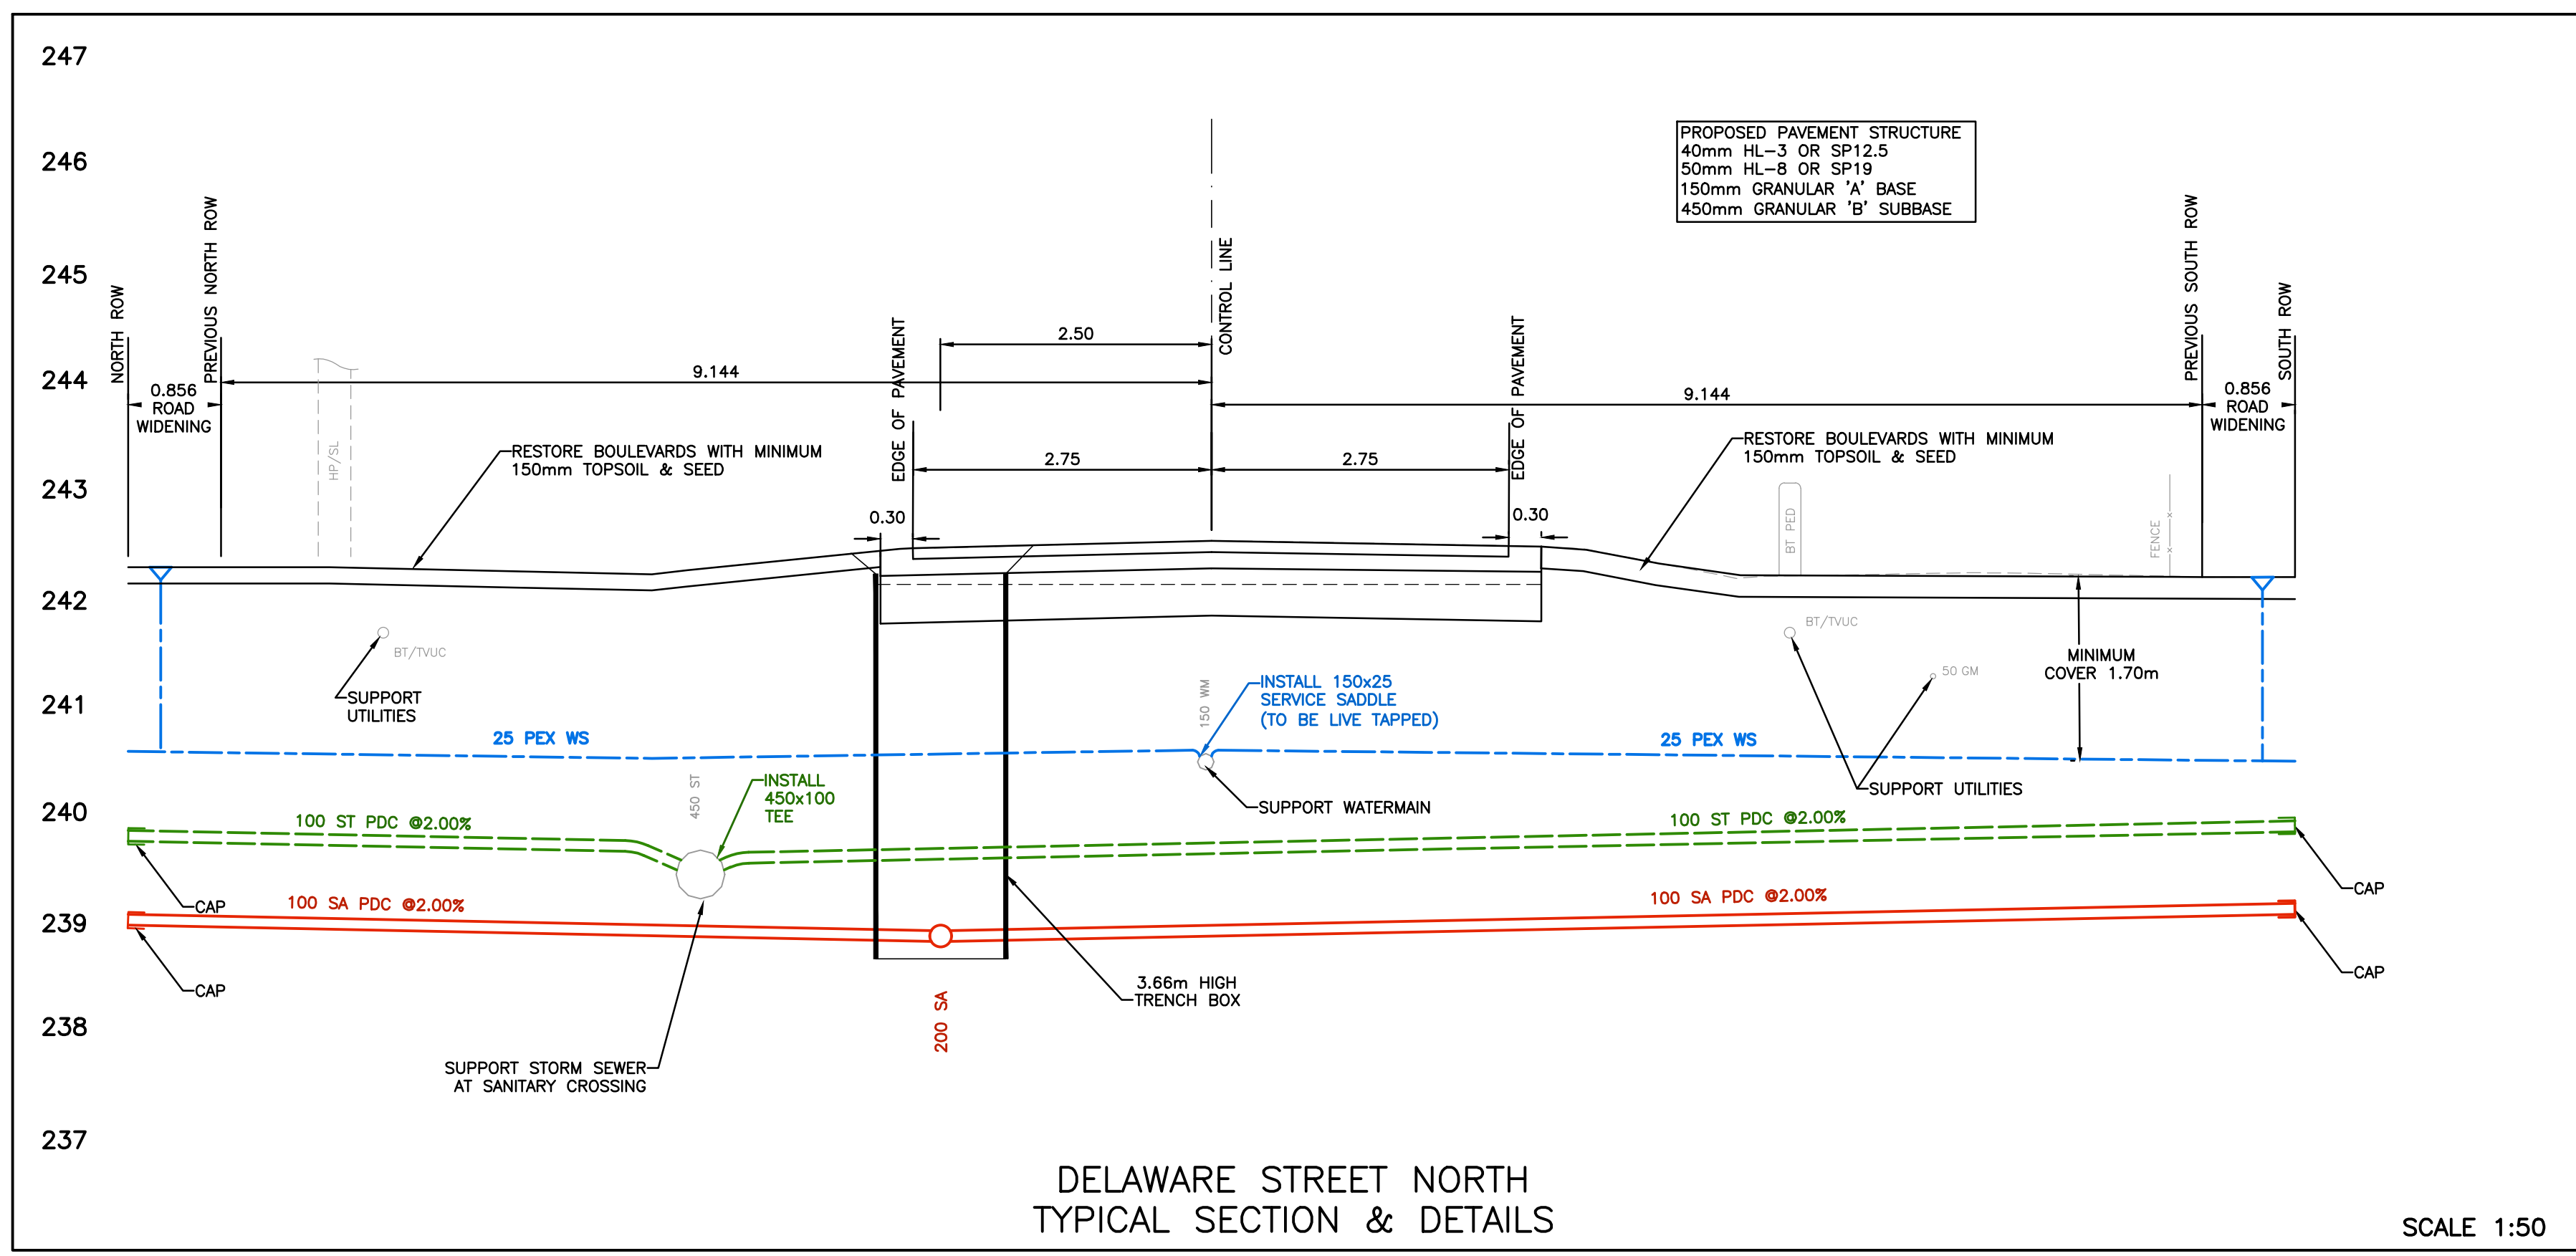 247
246
245
244
243
242
241
240
239
238
237
PROPOSED PAVEMENT STRUCTURE
40mm HL-3 OR SP12.5
50mm HL-8 OR SP19
150mm GRANULAR 'A' BASE
450mm GRANULAR 'B' SUBBASE
NORTH ROW
PREVIOUS NORTH ROW
EDGE OF PAVEMENT
CONTROL LINE
EDGE OF PAVEMENT
PREVIOUS SOUTH ROW
SOUTH ROW
2.50
9.144
9.144
0.856
ROAD
WIDENING
0.856
ROAD
WIDENING
HP/SL
RESTORE BOULEVARDS WITH MINIMUM
150mm TOPSOIL & SEED
2.75
2.75
RESTORE BOULEVARDS WITH MINIMUM
150mm TOPSOIL & SEED
0.30
0.30
BT PED
FENCE
BT/TVUC
SUPPORT
UTILITIES
BT/TVUC
50 GM
MINIMUM
COVER 1.70m
150 WM
INSTALL 150x25
SERVICE SADDLE
(TO BE LIVE TAPPED)
25 PEX WS
25 PEX WS
450 ST
INSTALL
450x100
TEE
SUPPORT WATERMAIN
SUPPORT UTILITIES
100 ST PDC @2.00%
100 ST PDC @2.00%
CAP
CAP
100 SA PDC @2.00%
100 SA PDC @2.00%
CAP
CAP
3.66m HIGH
TRENCH BOX
200 SA
SUPPORT STORM SEWER
AT SANITARY CROSSING
DELAWARE STREET NORTH
TYPICAL SECTION & DETAILS
SCALE 1:50